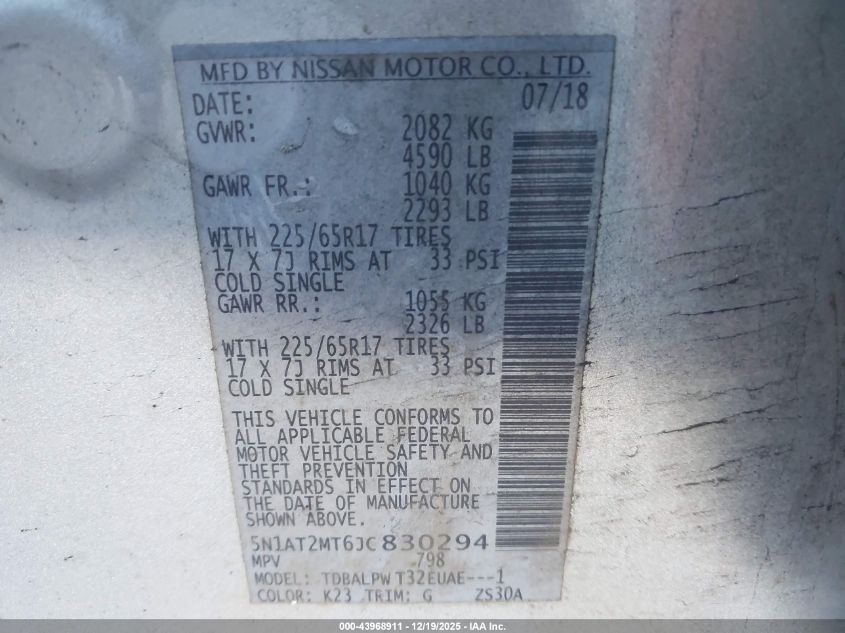 MFD BY NISSAN MOTOR CO., LTD.
DATE: 07/18
GVWR: 2082 KG
4590 LB
GAWR FR.: 1040 KG
2293 LB
WITH 225/65R17 TIRES
17 X 7J RIMS AT 33 PSI
COLD SINGLE
GAWR RR.: 1055 KG
2326 LB
WITH 225/65R17 TIRES
17 X 7J RIMS AT 33 PSI
COLD SINGLE
THIS VEHICLE CONFORMS TO
ALL APPLICABLE FEDERAL
MOTOR VEHICLE SAFETY AND
THEFT PREVENTION
STANDARDS IN EFFECT ON
THE DATE OF MANUFACTURE
SHOWN ABOVE.
5N1AT2MT6JC830294
MPV 798
MODEL: TDBALPW T32EUAE---1
COLOR: K23 TRIM: G ZS30A
000-43968911 - 12/19/2025 - IAA Inc.